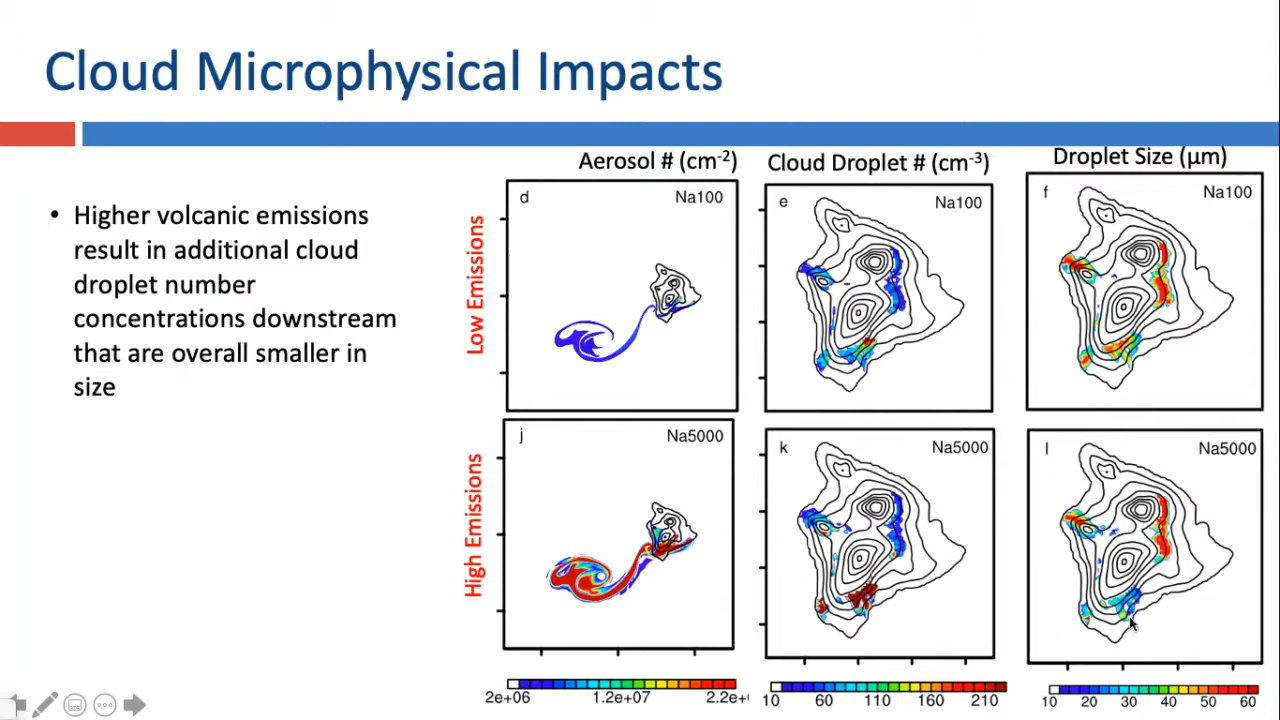 Cloud Microphysical Impacts
• Higher volcanic emissions
result in additional cloud
droplet number
concentrations downstream
that are overall smaller in
size
Aerosol # (cm-2)
Cloud Droplet # (cm-3)
Droplet Size (μm)
Low Emissions
d Na100
e Na100
f Na100
High Emissions
j Na5000
k Na5000
l Na5000
2e+06 1.2e+07 2.2e+
10 60 110 160 210
10 20 30 40 50 60